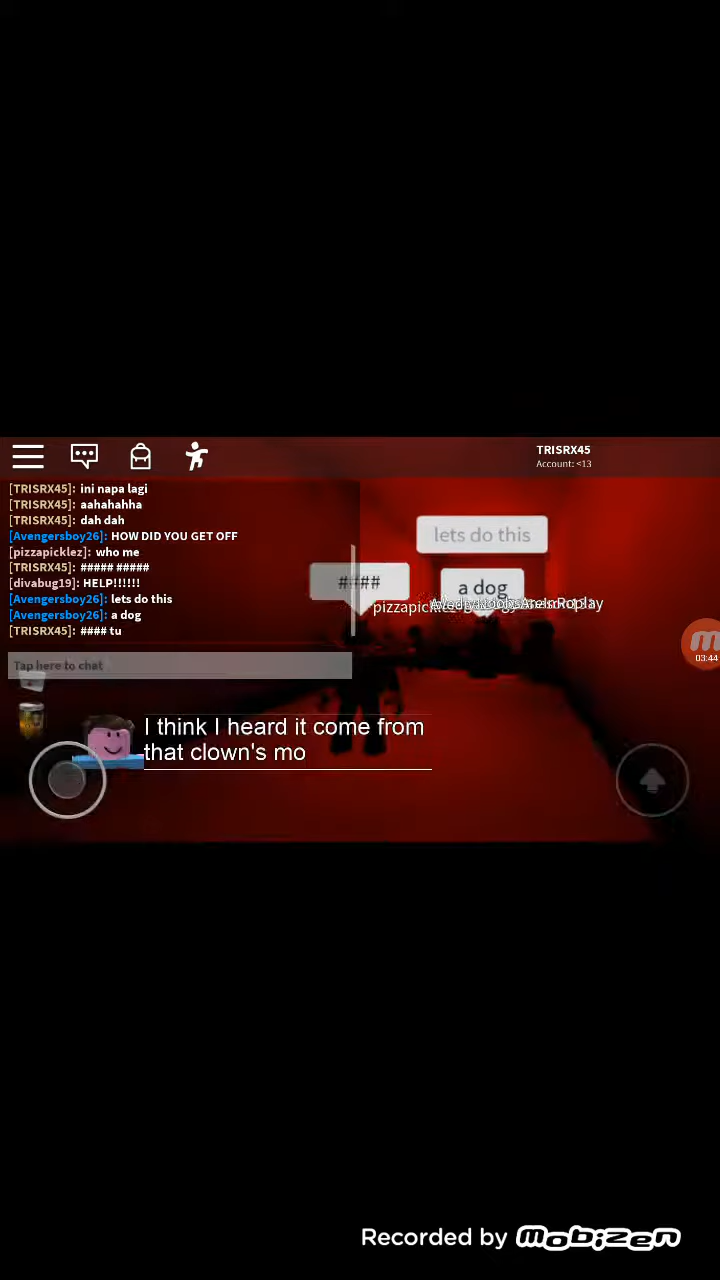 TRISRX45
Account: <13
[TRISRX45]: ini napa lagi
[TRISRX45]: aahahahha
[TRISRX45]: dah dah
[Avengersboy26]: HOW DID YOU GET OFF
[pizzapicklez]: who me
[TRISRX45]: ##### #####
[divabug19]: HELP!!!!!!
[Avengersboy26]: lets do this
[Avengersboy26]: a dog
[TRISRX45]: #### tu
lets do this
####
a dog
Tap here to chat
03:44
I think I heard it come from
that clown's mo
Recorded by mobizen